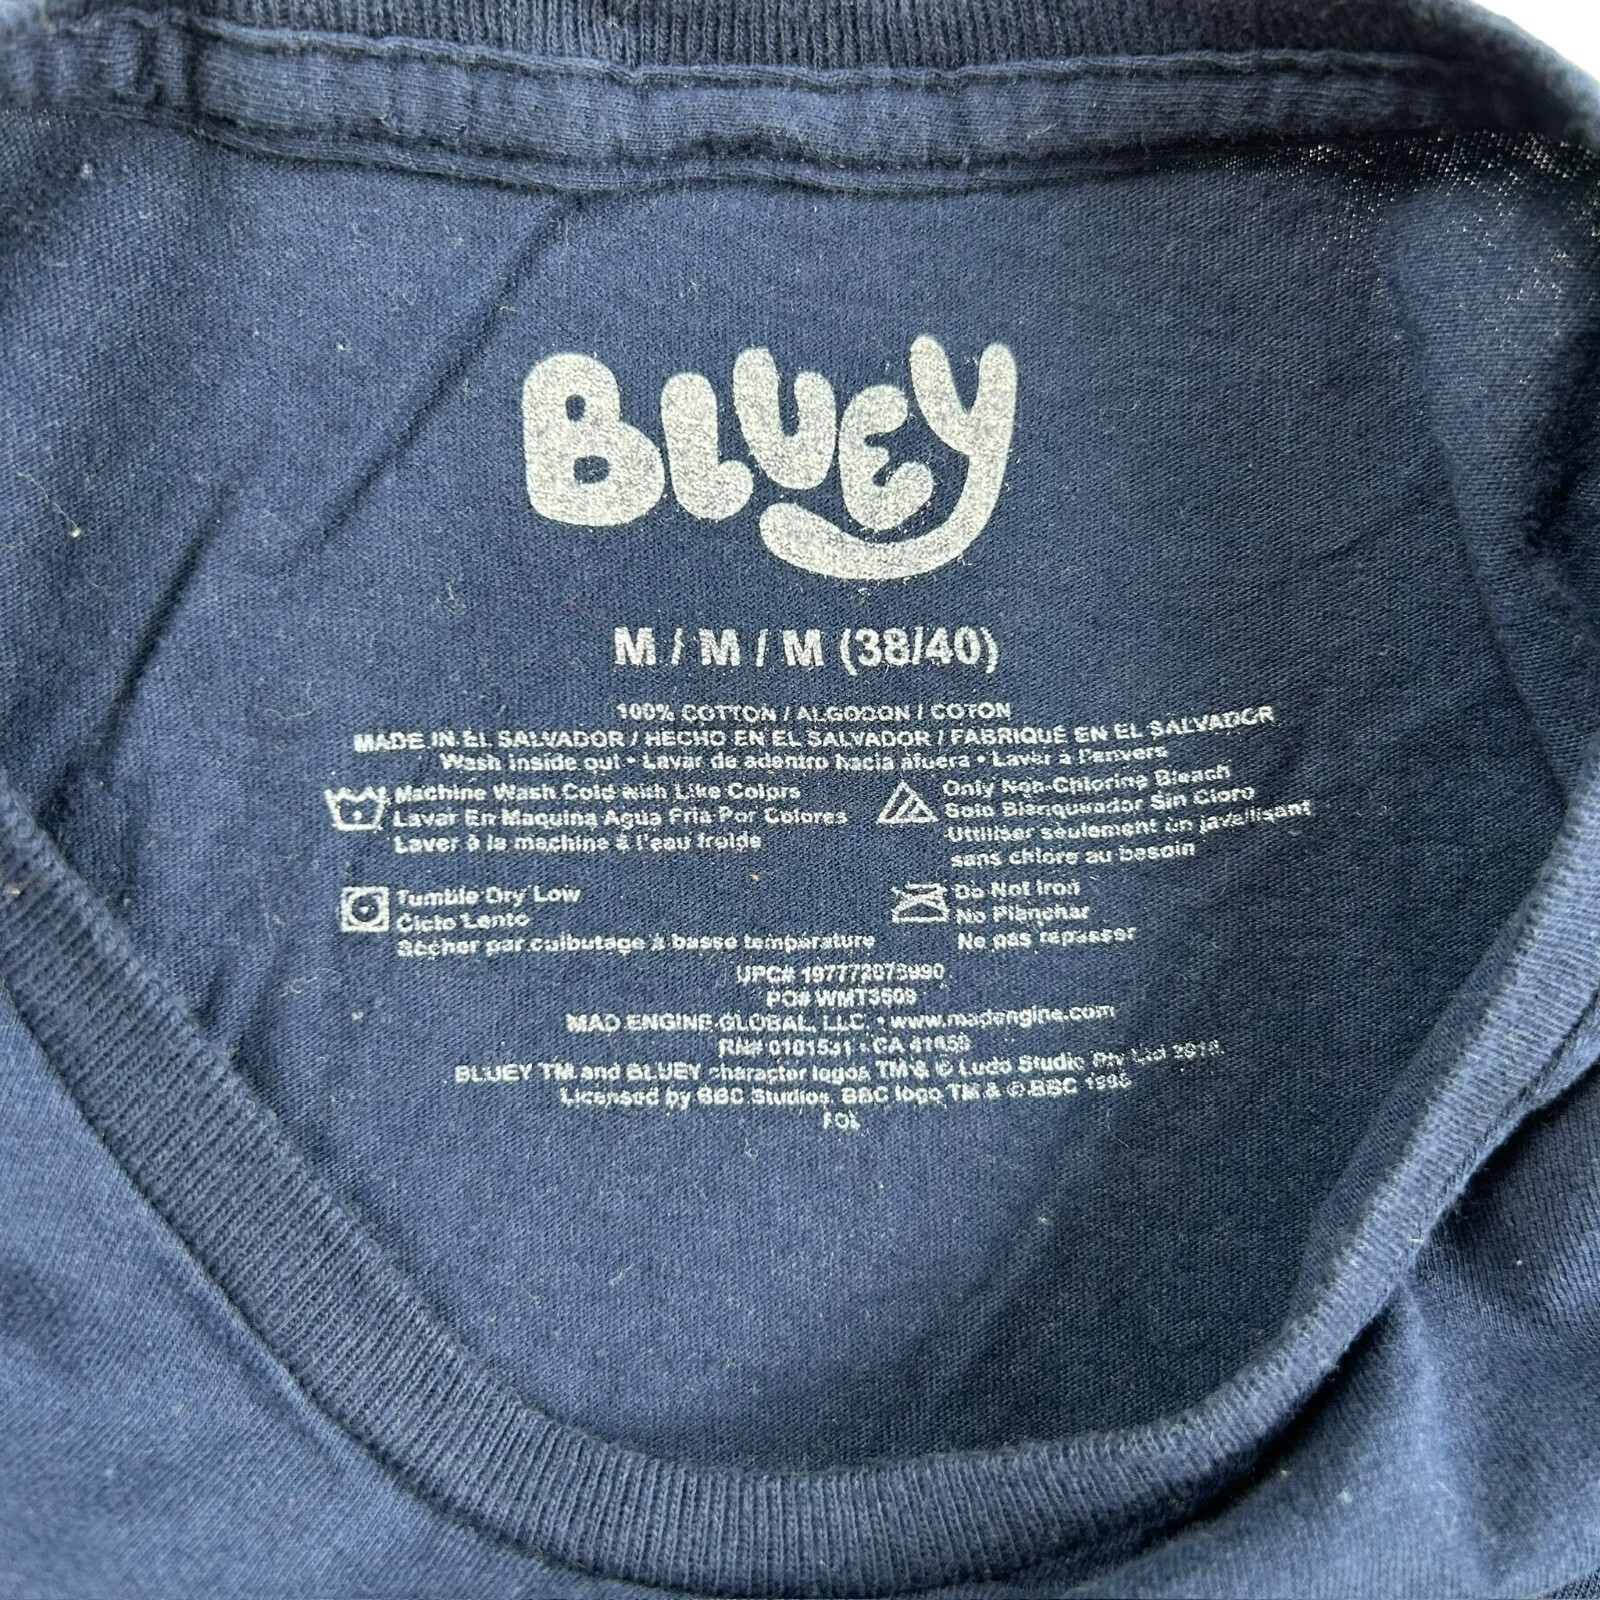 BLUEY
M / M / M (38/40)
100% COTTON / ALGODON / COTON
MADE IN EL SALVADOR / HECHO EN EL SALVADOR / FABRIQUE EN EL SALVADOR
Wash inside out • Lavar de adentro hacia afuera • Laver à l'envers
Machine Wash Cold with Like Colors
Lavar En Maquina Agua Fria Por Colores
Laver à la machine à l'eau froide
Only Non-Chlorine Bleach
Solo Blanqueador Sin Cloro
Utiliser seulement un javellisant
sans chlore au besoin
Tumble Dry Low
Ciclo Lento
Sécher par culbutage à basse température
Do Not Iron
No Planchar
Ne pas repasser
UPC#
PO# WMT3509
MAD ENGINE GLOBAL, LLC. • www.madengine.com
RN# CA
BLUEY TM and BLUEY character logos TM & © Ludo Studio Pty Ltd
Licensed by BBC Studios. BBC logo TM & © BBC